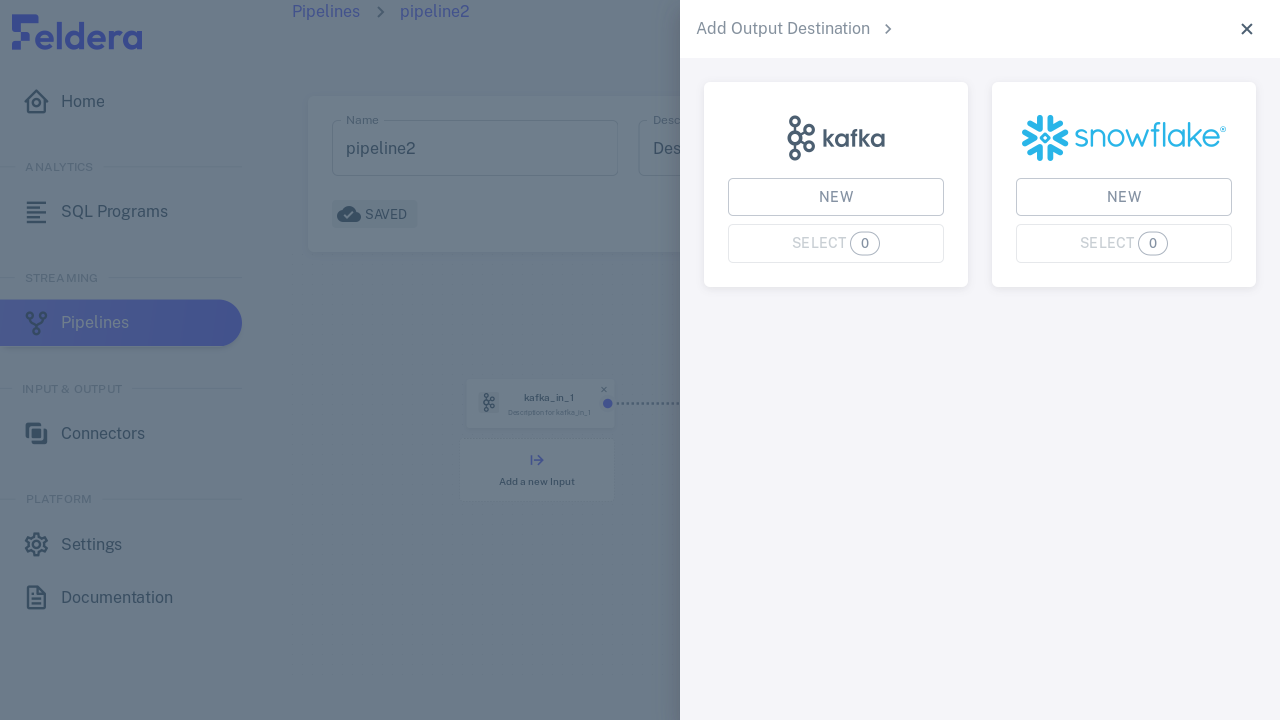 Feldera
Home
ANALYTICS
SQL Programs
STREAMING
Pipelines
INPUT & OUTPUT
Connectors
PLATFORM
Settings
Documentation
Pipelines > pipeline2
Name
pipeline2
Desc
Des
SAVED
kafka_in_1
Description for kafka_in_1
Add a new Input
Add Output Destination >
kafka
NEW
SELECT 0
snowflake®
NEW
SELECT 0